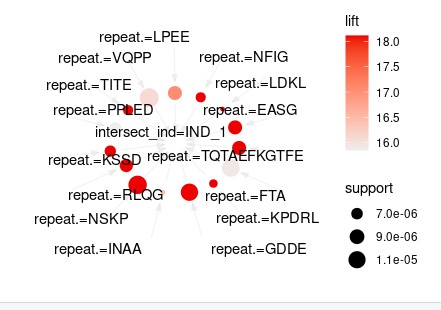 lift
18.0
17.5
17.0
16.5
16.0
support
7.0e-06
9.0e-06
1.1e-05
repeat.=LPEE
repeat.=VQPP
repeat.=NFIG
repeat.=TITE
repeat.=LDKL
repeat.=PPLED
repeat.=EASG
intersect_ind=IND_1
repeat.=KSSD
repeat.=TQTAEFKGTFE
repeat.=RLQG
repeat.=FTA
repeat.=NSKP
repeat.=KPDRL
repeat.=INAA
repeat.=GDDE